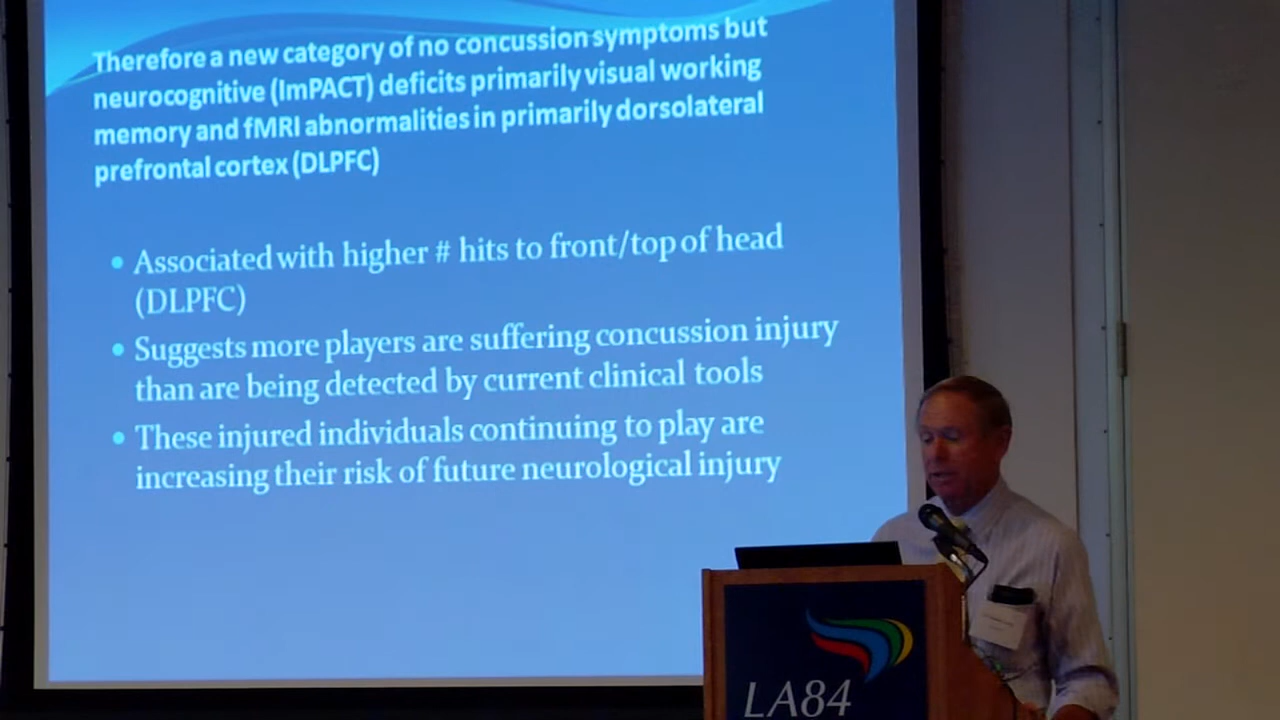 Therefore a new category of no concussion symptoms but
neurocognitive (ImPACT) deficits primarily visual working
memory and fMRI abnormalities in primarily dorsolateral
prefrontal cortex (DLPFC)
• Associated with higher # hits to front/top of head
(DLPFC)
• Suggests more players are suffering concussion injury
than are being detected by current clinical tools
• These injured individuals continuing to play are
increasing their risk of future neurological injury
LA84